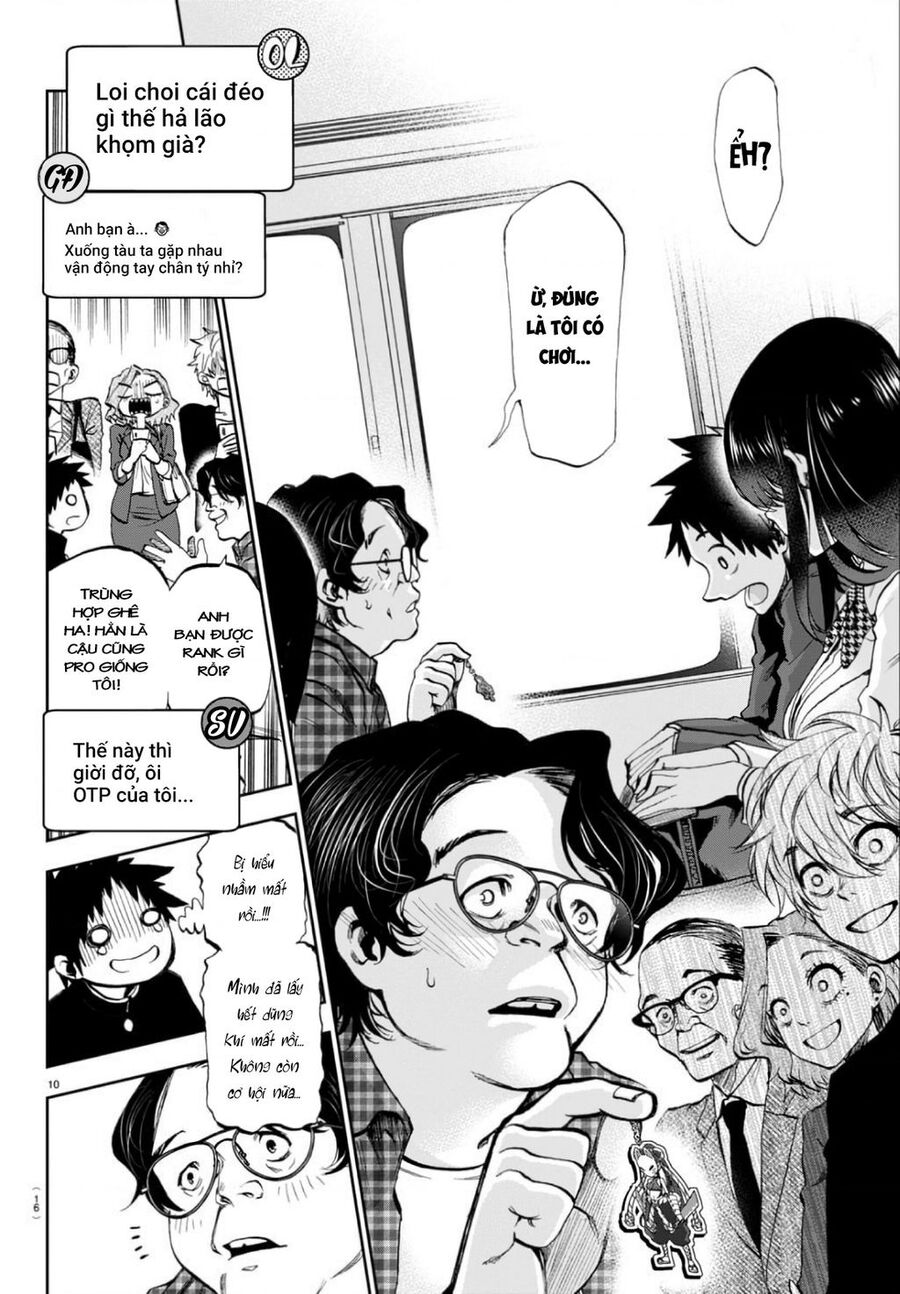 ỂH?
Ừ, ĐÚNG
LÀ TÔI CÓ
CHƠI...
OL
Loi choi cái đéo
gì thế hả lão
khọm già?
GĐ
Anh bạn à...
Xuống tàu ta gặp nhau
vận động tay chân tý nhỉ?
ANH
BẠN ĐƯỢC
RANK GÌ
RỒI?
TRÙNG
HỢP GHÊ
HA! HẲN LÀ
CẬU CŨNG
PRO GIỐNG
TÔI!
SV
Thế này thì
giời đỡ, ôi
OTP của tôi...
Bị hiểu
nhầm mất
rồi...!!!
Mình đã lấy
hết dũng
khí mất rồi...
Không còn
cơ hội nữa...
10
(16)